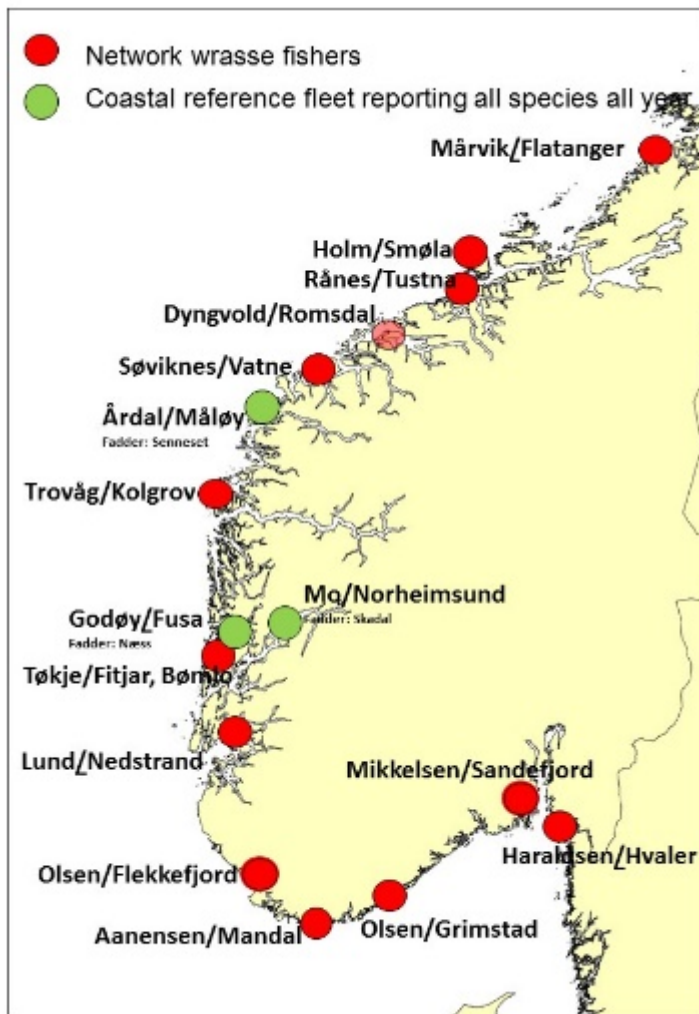 Network wrasse fishers
Coastal reference fleet reporting all species all year
Mårvik/Flatanger
Holm/Smøla
Rånes/Tustna
Dyngvold/Romsdal
Søviknes/Vatne
Årdal/Måløy
Fadder: Senneset
Trovåg/Kolgrov
Mo/Norheimsund
Fadder: Skadal
Godøy/Fusa
Fadder: Næss
Tøkje/Fitjar, Bømlo
Lund/Nedstrand
Mikkelsen/Sandefjord
Haraldsen/Hvaler
Olsen/Flekkefjord
Olsen/Grimstad
Aanensen/Mandal